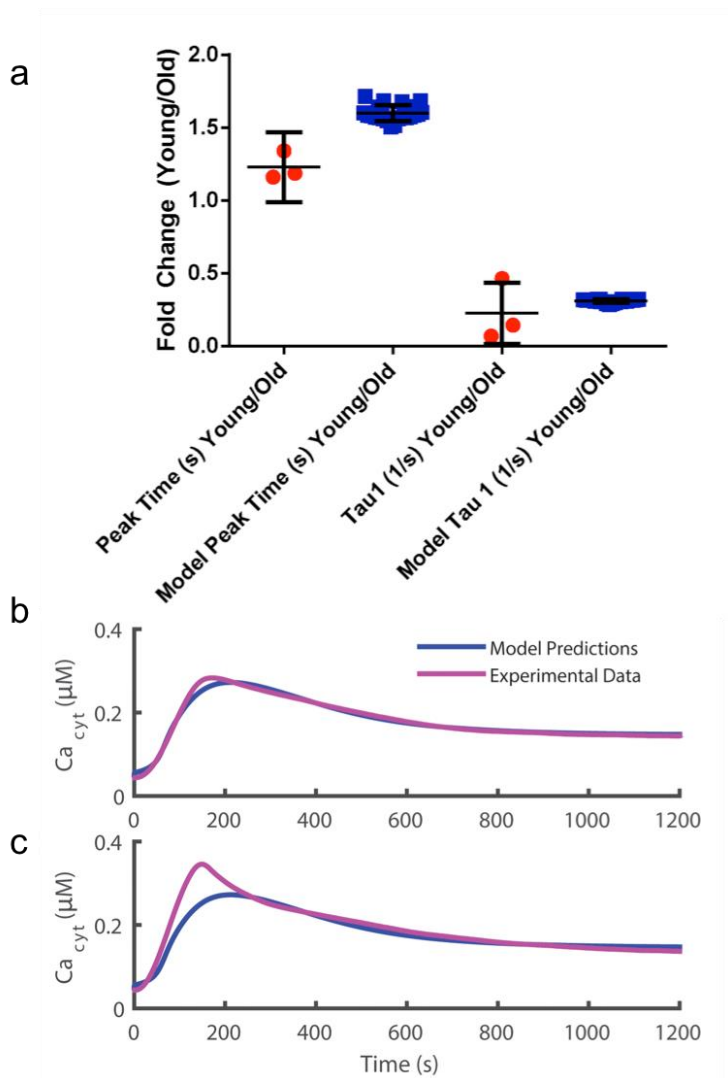 a
2.0
1.5
1.0
0.5
0.0
Fold Change (Young/Old)
Peak Time (s) Young/Old
Model Peak Time (s) Young/Old
Tau1 (1/s) Young/Old
Model Tau 1 (1/s) Young/Old
b
0.4
0.2
0
Ca cyt (µM)
Model Predictions
Experimental Data
0 200 400 600 800 1000 1200
c
0.4
0.2
0
Ca cyt (µM)
0 200 400 600 800 1000 1200
Time (s)